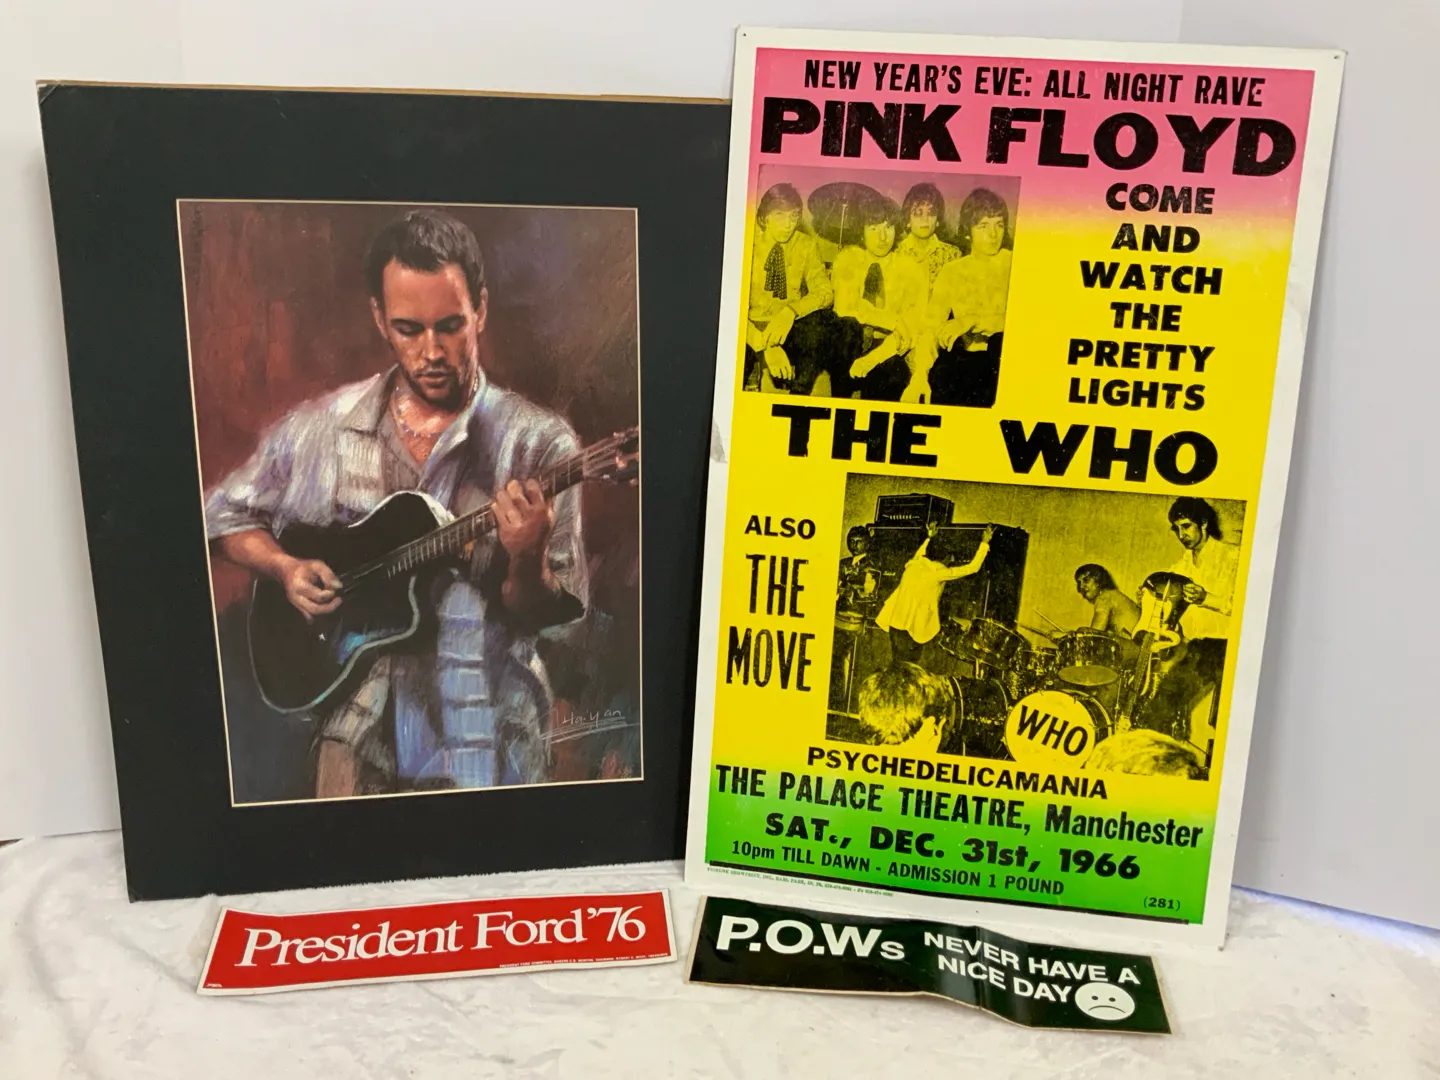 Hai yan
NEW YEAR'S EVE: ALL NIGHT RAVE
PINK FLOYD
COME
AND
WATCH
THE
PRETTY
LIGHTS
THE WHO
ALSO
THE
MOVE
WHO
PSYCHEDELICAMANIA
THE PALACE THEATRE, Manchester
SAT., DEC. 31st, 1966
10pm TILL DAWN - ADMISSION 1 POUND
(281)
President Ford '76
P.O.Ws
NEVER HAVE A
NICE DAY